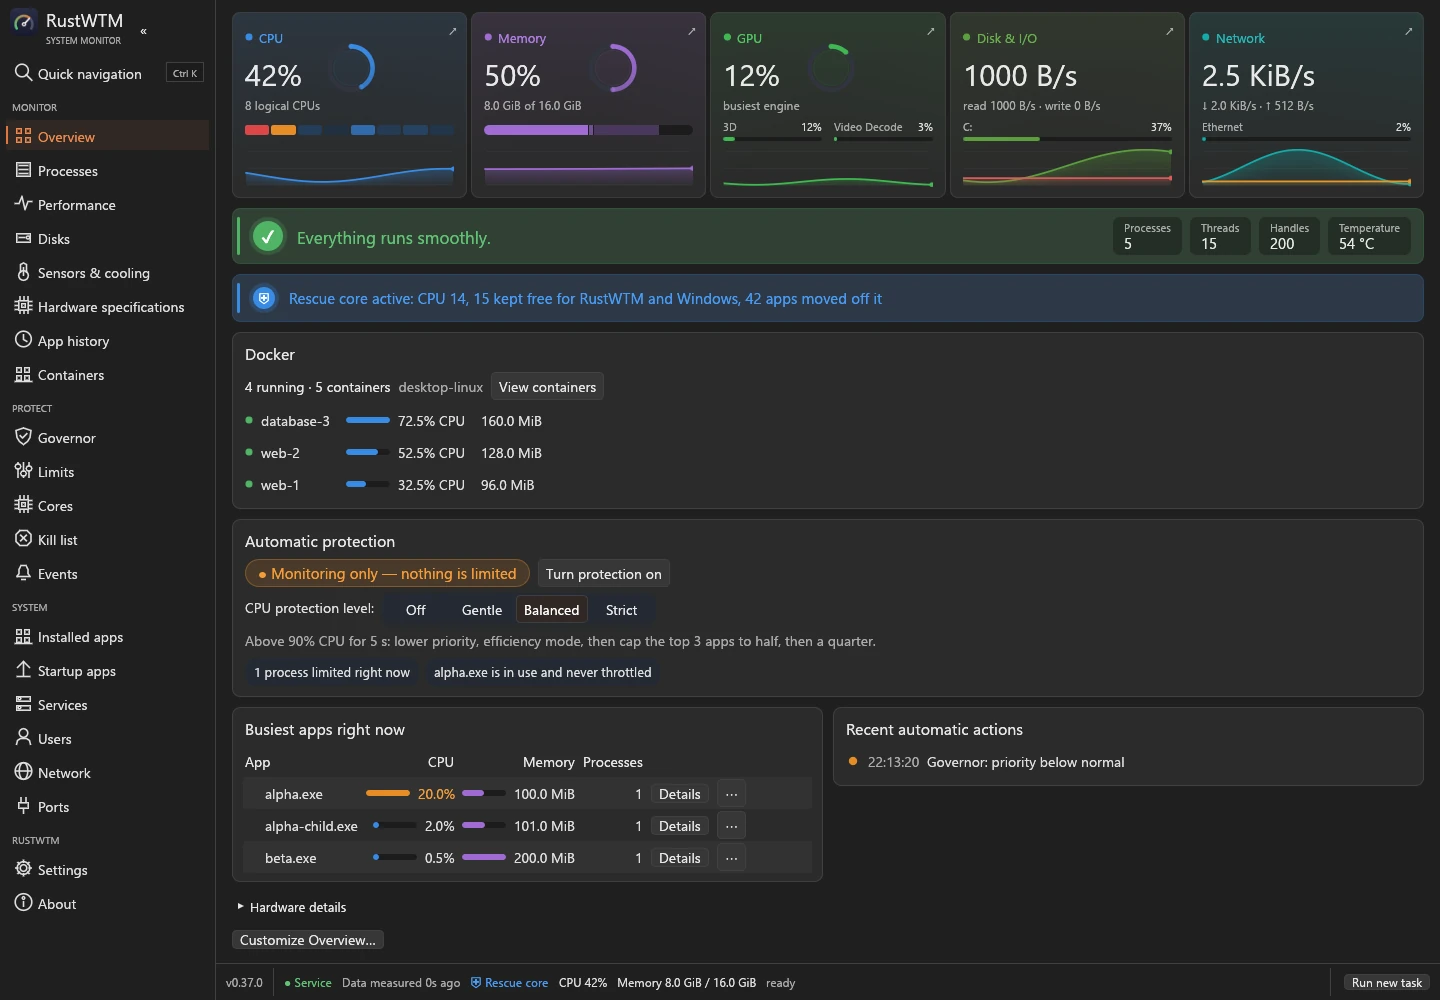 RustWTM
SYSTEM MONITOR
«
Quick navigation
Ctrl K
MONITOR
Overview
Processes
Performance
Disks
Sensors & cooling
Hardware specifications
App history
Containers
PROTECT
Governor
Limits
Cores
Kill list
Events
SYSTEM
Installed apps
Startup apps
Services
Users
Network
Ports
RUSTWTM
Settings
About
CPU
42%
8 logical CPUs
Memory
50%
8.0 GiB of 16.0 GiB
GPU
12%
busiest engine
3D 12% Video Decode 3%
Disk & I/O
1000 B/s
read 1000 B/s · write 0 B/s
C: 37%
Network
2.5 KiB/s
↓ 2.0 KiB/s · ↑ 512 B/s
Ethernet 2%
Everything runs smoothly.
Processes
5
Threads
15
Handles
200
Temperature
54 °C
Rescue core active: CPU 14, 15 kept free for RustWTM and Windows, 42 apps moved off it
Docker
4 running · 5 containers desktop-linux View containers
database-3 72.5% CPU 160.0 MiB
web-2 52.5% CPU 128.0 MiB
web-1 32.5% CPU 96.0 MiB
Automatic protection
● Monitoring only — nothing is limited Turn protection on
CPU protection level: Off Gentle Balanced Strict
Above 90% CPU for 5 s: lower priority, efficiency mode, then cap the top 3 apps to half, then a quarter.
1 process limited right now alpha.exe is in use and never throttled
Busiest apps right now
App CPU Memory Processes
alpha.exe 20.0% 100.0 MiB 1 Details ···
alpha-child.exe 2.0% 101.0 MiB 1 Details ···
beta.exe 0.5% 200.0 MiB 1 Details ···
Recent automatic actions
22:13:20 Governor: priority below normal
Hardware details
Customize Overview...
v0.37.0 ● Service Data measured 0s ago Rescue core CPU 42% Memory 8.0 GiB / 16.0 GiB ready Run new task